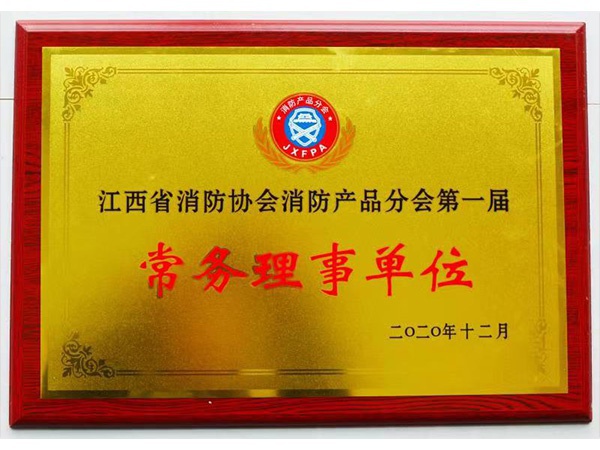 消防产品分会
JXFPA
江西省消防协会消防产品分会第一届
常务理事单位
二〇二〇年十二月